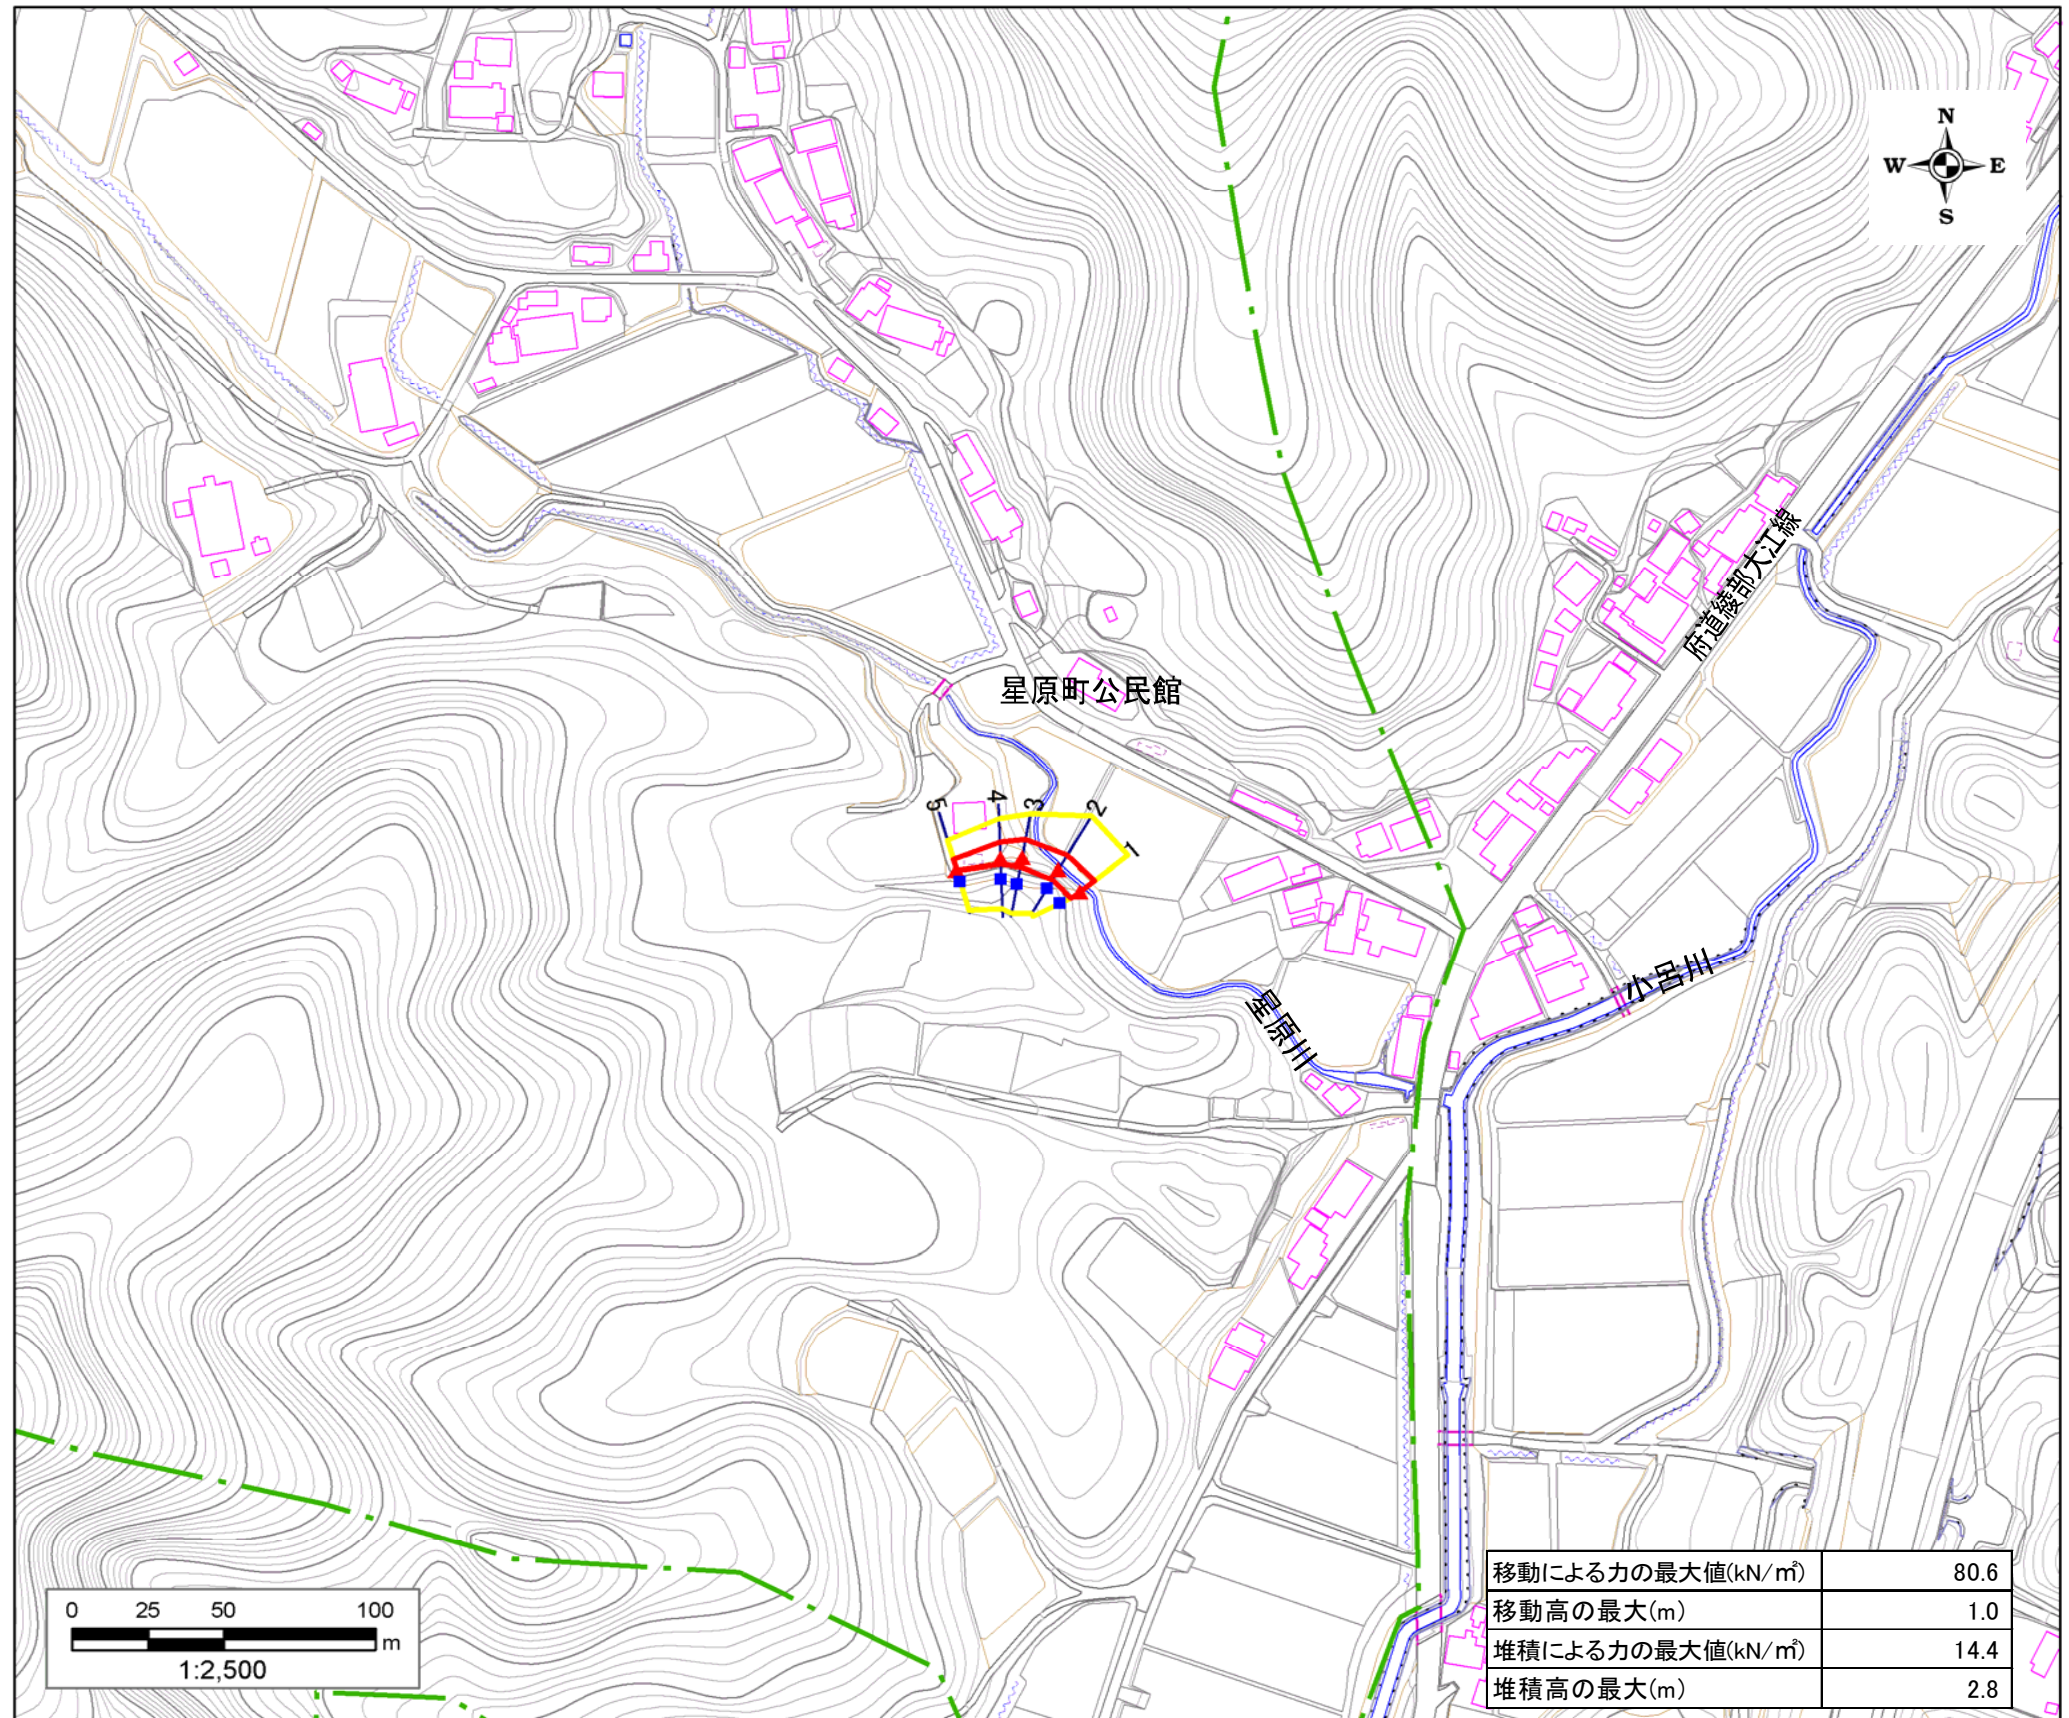 N
W E
S
府道綾部大江線
星原町公民館
5
4
3
2
1
小呂川
星原川
0 25 50 100
m
1:2,500
移動による力の最大値(kN/㎡) 80.6
移動高の最大(m) 1.0
堆積による力の最大値(kN/㎡) 14.4
堆積高の最大(m) 2.8